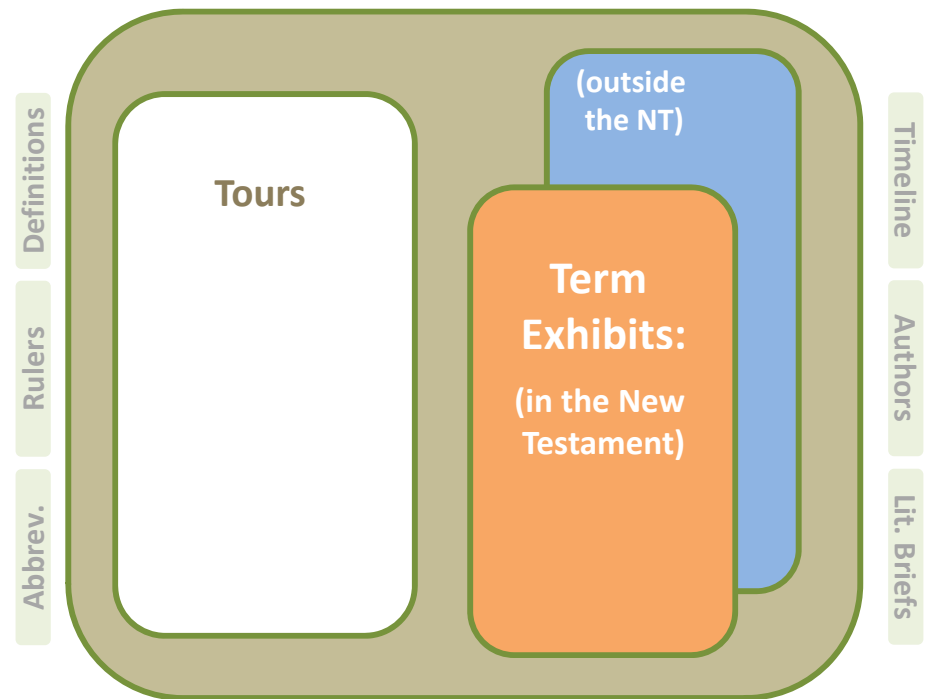 Definitions
Rulers
Abbrev.
Tours
(outside
the NT)
Term
Exhibits:
(in the New
Testament)
Timeline
Authors
Lit. Briefs